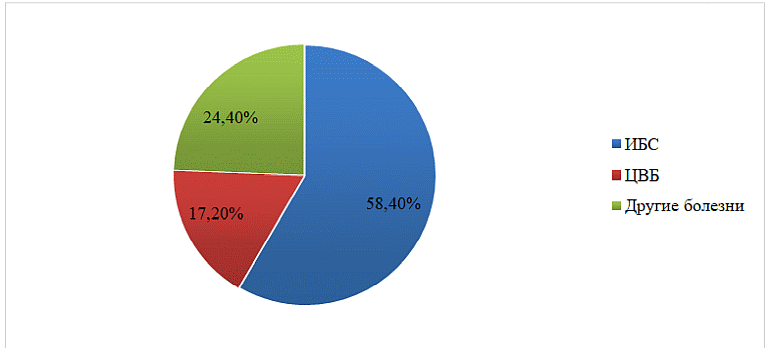 24,40%
17,20%
58,40%
ИБС
ЦВБ
Другие болезни